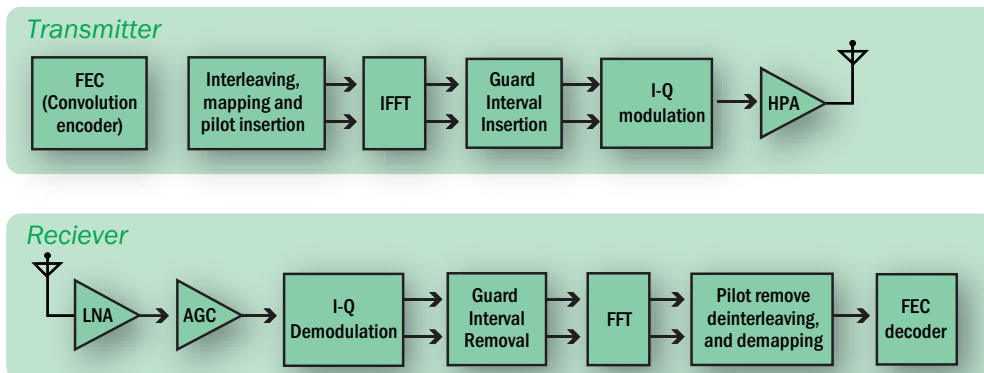 Transmitter
FEC
(Convolution
encoder)
Interleaving,
mapping and
pilot insertion
IFFT
Guard
Interval
Insertion
I-Q
modulation
HPA
Reciever
LNA
AGC
I-Q
Demodulation
Guard
Interval
Removal
FFT
Pilot remove
deinterleaving,
and demapping
FEC
decoder